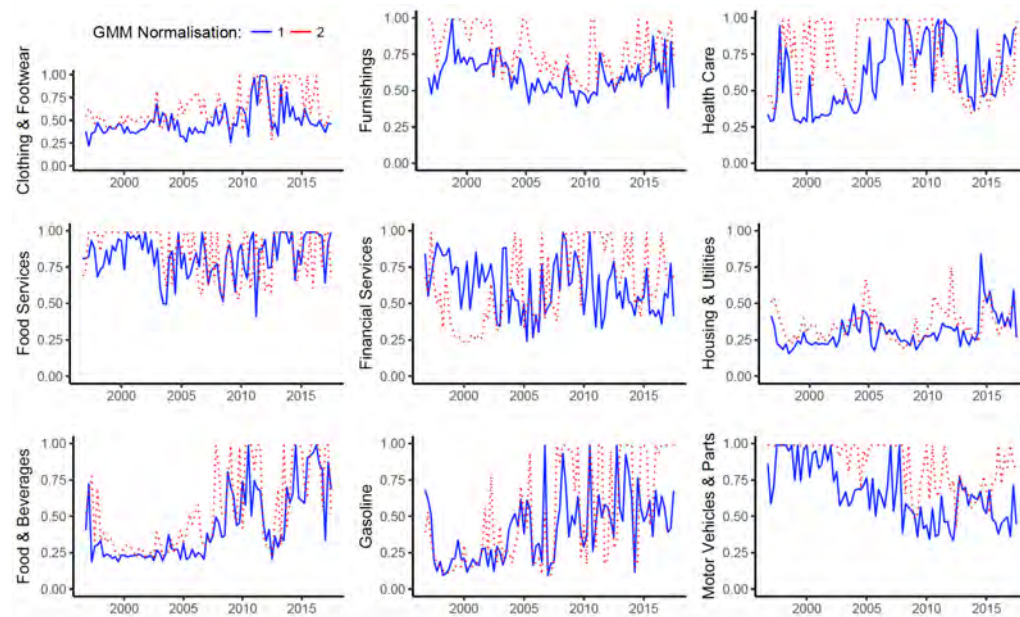 GMM Normalisation: 1 2
Clothing & Footwear
1.00
0.75
0.50
0.25
0.00
2000 2005 2010 2015
Furnishings
1.00
0.75
0.50
0.25
0.00
2000 2005 2010 2015
Health Care
1.00
0.75
0.50
0.25
0.00
2000 2005 2010 2015
Food Services
1.00
0.75
0.50
0.25
0.00
2000 2005 2010 2015
Financial Services
1.00
0.75
0.50
0.25
0.00
2000 2005 2010 2015
Housing & Utilities
1.00
0.75
0.50
0.25
0.00
2000 2005 2010 2015
Food & Beverages
1.00
0.75
0.50
0.25
0.00
2000 2005 2010 2015
Gasoline
1.00
0.75
0.50
0.25
0.00
2000 2005 2010 2015
Motor Vehicles & Parts
1.00
0.75
0.50
0.25
0.00
2000 2005 2010 2015